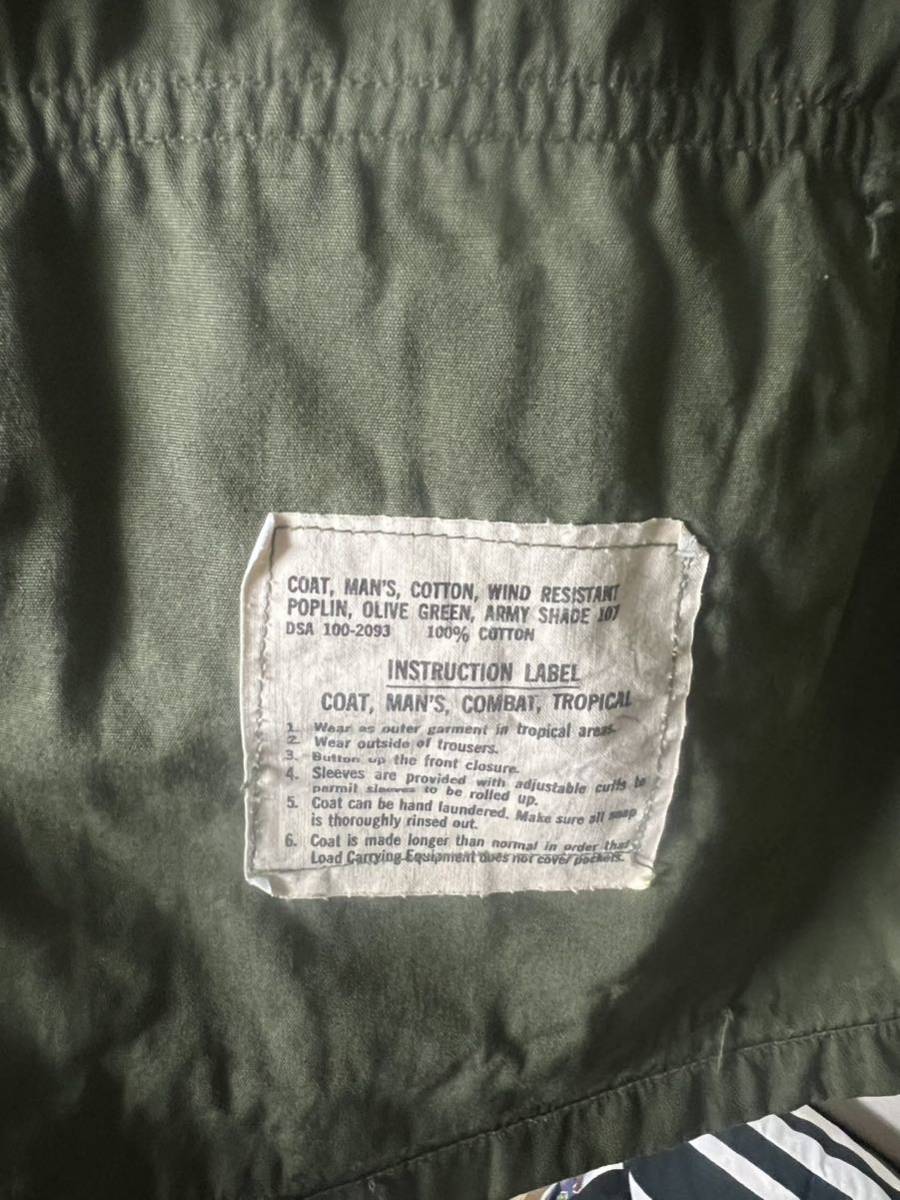 COAT, MAN'S, COTTON, WIND RESISTANT
POPLIN, OLIVE GREEN, ARMY SHADE 107
DSA 100-2093 100% COTTON
INSTRUCTION LABEL
COAT, MAN'S, COMBAT, TROPICAL
1. Wear as outer garment in tropical areas.
2. Wear outside of trousers.
3. Button up the front closure.
4. Sleeves are provided with adjustable cuffs to
permit sleeves to be rolled up.
5. Coat can be hand laundered. Make sure all soap
is thoroughly rinsed out.
6. Coat is made longer than normal in order that
Load Carrying Equipment does not cover pockets.